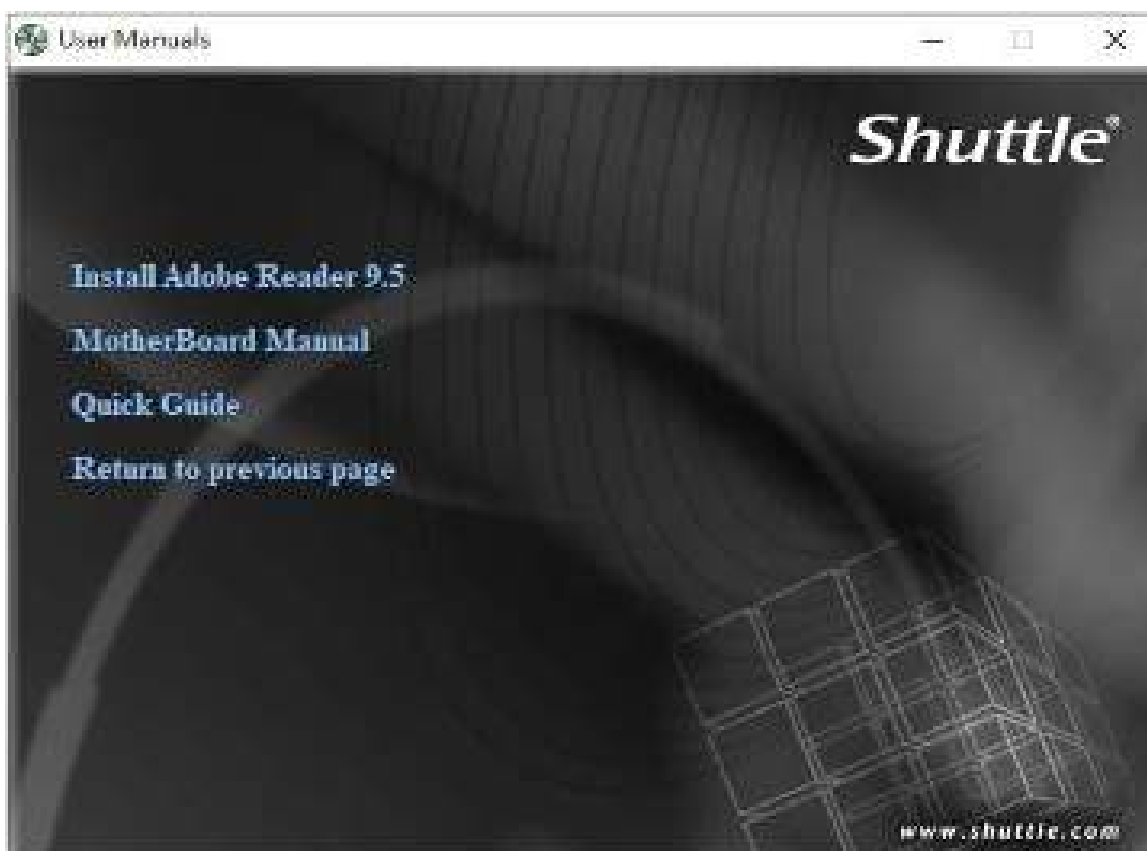 User Manuals
Shuttle®
Install Adobe Reader 9.5
MotherBoard Manual
Quick Guide
Return to previous page
www.shuttle.com